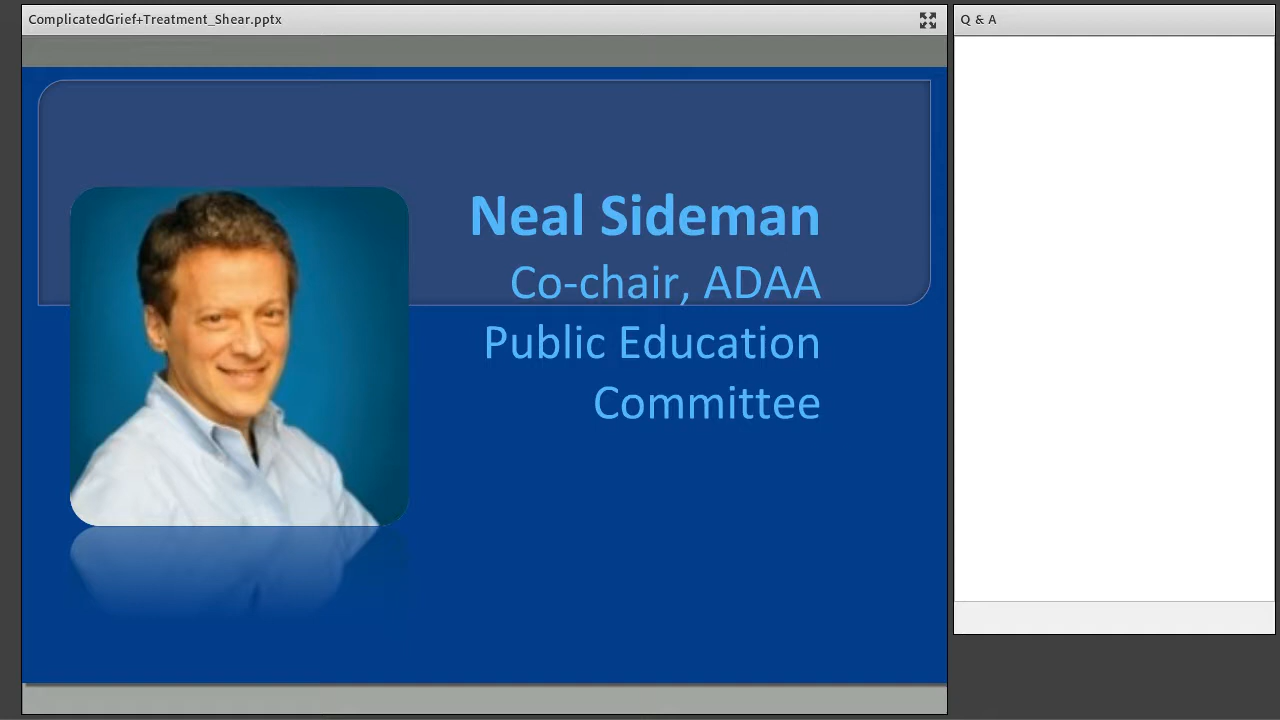 ComplicatedGrief+Treatment_Shear.pptx
Q & A
Neal Sideman
Co-chair, ADAA
Public Education
Committee